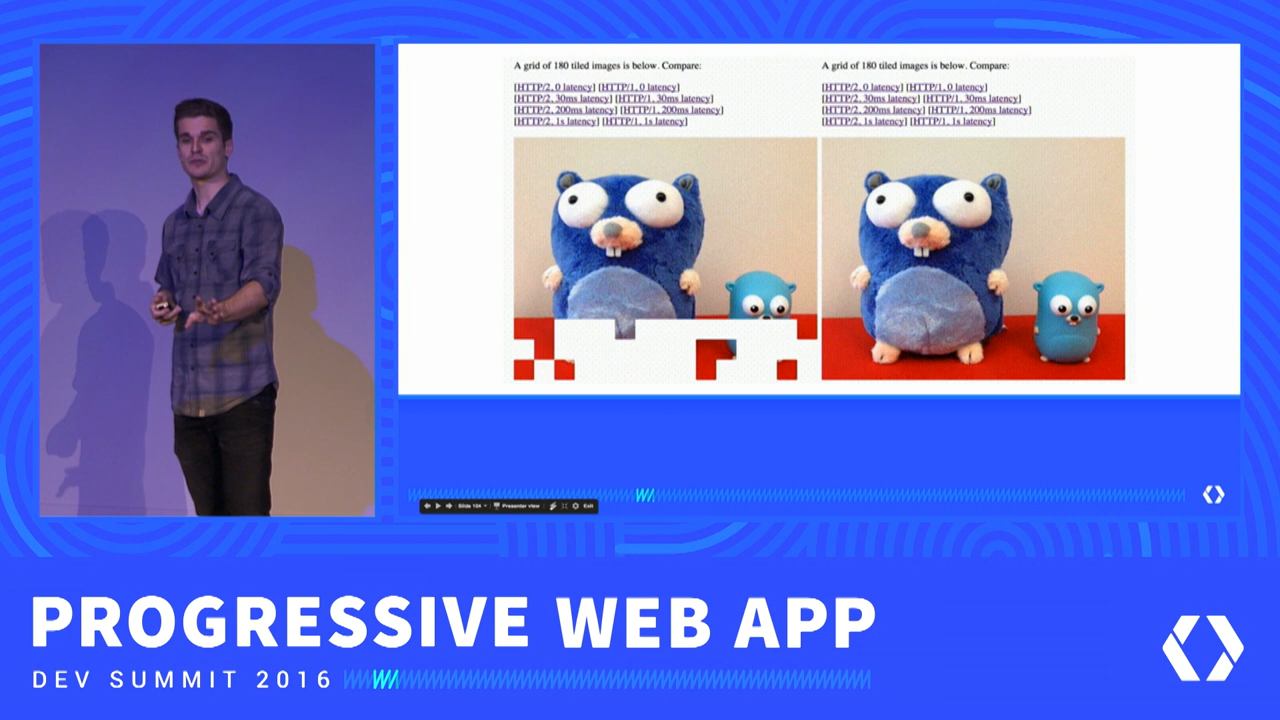 A grid of 180 tiled images is below. Compare:
[HTTP/2, 0 latency] [HTTP/1, 0 latency]
[HTTP/2, 30ms latency] [HTTP/1, 30ms latency]
[HTTP/2, 200ms latency] [HTTP/1, 200ms latency]
[HTTP/2, 1s latency] [HTTP/1, 1s latency]
A grid of 180 tiled images is below. Compare:
[HTTP/2, 0 latency] [HTTP/1, 0 latency]
[HTTP/2, 30ms latency] [HTTP/1, 30ms latency]
[HTTP/2, 200ms latency] [HTTP/1, 200ms latency]
[HTTP/2, 1s latency] [HTTP/1, 1s latency]
Slide 104 Presenter view Exit
PROGRESSIVE WEB APP
DEV SUMMIT 2016